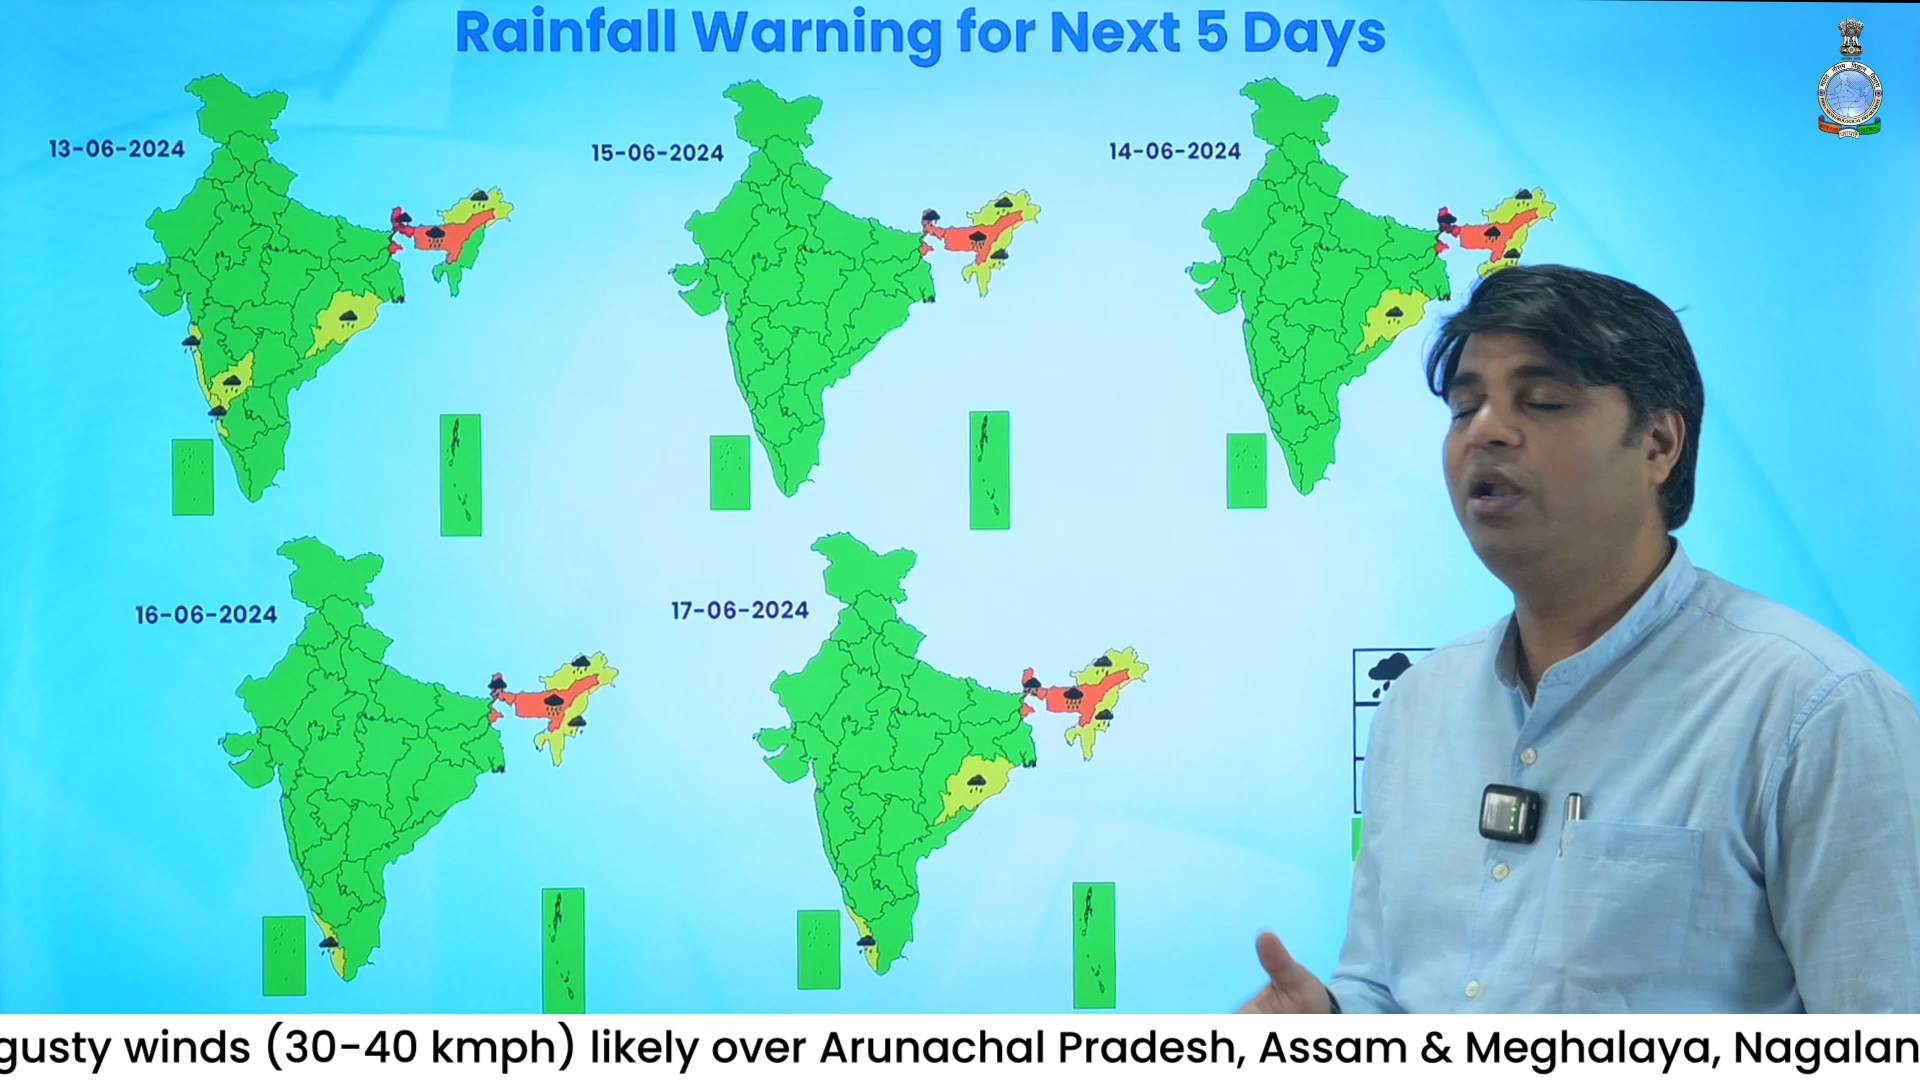 Rainfall Warning for Next 5 Days
13-06-2024
15-06-2024
14-06-2024
16-06-2024
17-06-2024
gusty winds (30-40 kmph) likely over Arunachal Pradesh, Assam & Meghalaya, Nagalan